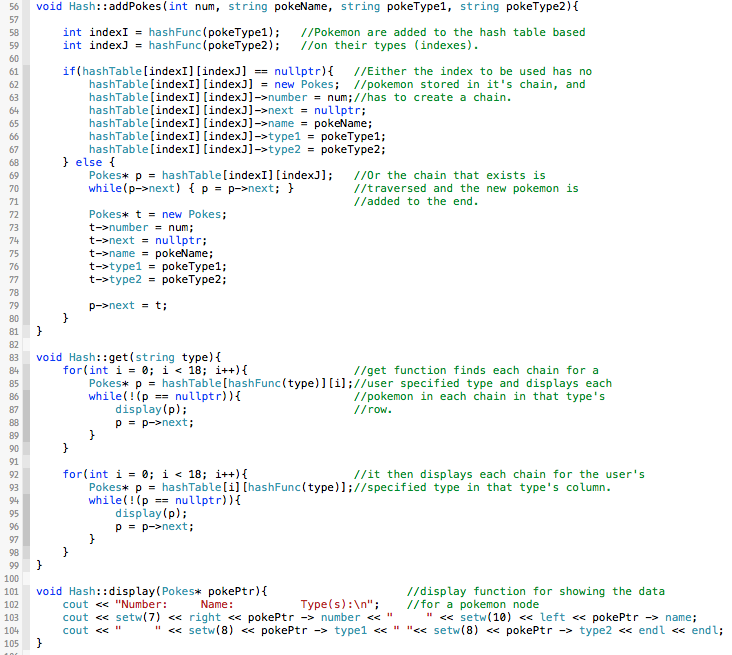 56 void Hash::addPokes(int num, string pokeName, string pokeType1, string pokeType2){
57
58     int indexI = hashFunc(pokeType1);   //Pokemon are added to the hash table based
59     int indexJ = hashFunc(pokeType2);   //on their types (indexes).
60
61     if(hashTable[indexI][indexJ] == nullptr){   //Either the index to be used has no
62         hashTable[indexI][indexJ] = new Pokes;  //pokemon stored in it's chain, and
63         hashTable[indexI][indexJ]->number = num;//has to create a chain.
64         hashTable[indexI][indexJ]->next = nullptr;
65         hashTable[indexI][indexJ]->name = pokeName;
66         hashTable[indexI][indexJ]->type1 = pokeType1;
67         hashTable[indexI][indexJ]->type2 = pokeType2;
68     } else {
69         Pokes* p = hashTable[indexI][indexJ];   //Or the chain that exists is
70         while(p->next) { p = p->next; }         //traversed and the new pokemon is
71                                                 //added to the end.
72         Pokes* t = new Pokes;
73         t->number = num;
74         t->next = nullptr;
75         t->name = pokeName;
76         t->type1 = pokeType1;
77         t->type2 = pokeType2;
78
79         p->next = t;
80     }
81 }
82
83 void Hash::get(string type){
84     for(int i = 0; i < 18; i++){                //get function finds each chain for a
85         Pokes* p = hashTable[hashFunc(type)][i];//user specified type and displays each
86         while(!(p == nullptr)){                 //pokemon in each chain in that type's
87             display(p);                         //row.
88             p = p->next;
89         }
90     }
91
92     for(int i = 0; i < 18; i++){                //it then displays each chain for the user's
93         Pokes* p = hashTable[i][hashFunc(type)];//specified type in that type's column.
94         while(!(p == nullptr)){
95             display(p);
96             p = p->next;
97         }
98     }
99 }
100
101 void Hash::display(Pokes* pokePtr){                     //display function for showing the data
102     cout << "Number:     Name:          Type(s):\n";    //for a pokemon node
103     cout << setw(7) << right << pokePtr -> number << "     " << setw(10) << left << pokePtr -> name;
104     cout << "     " << setw(8) << pokePtr -> type1 << " "<< setw(8) << pokePtr -> type2 << endl << endl;
105 }